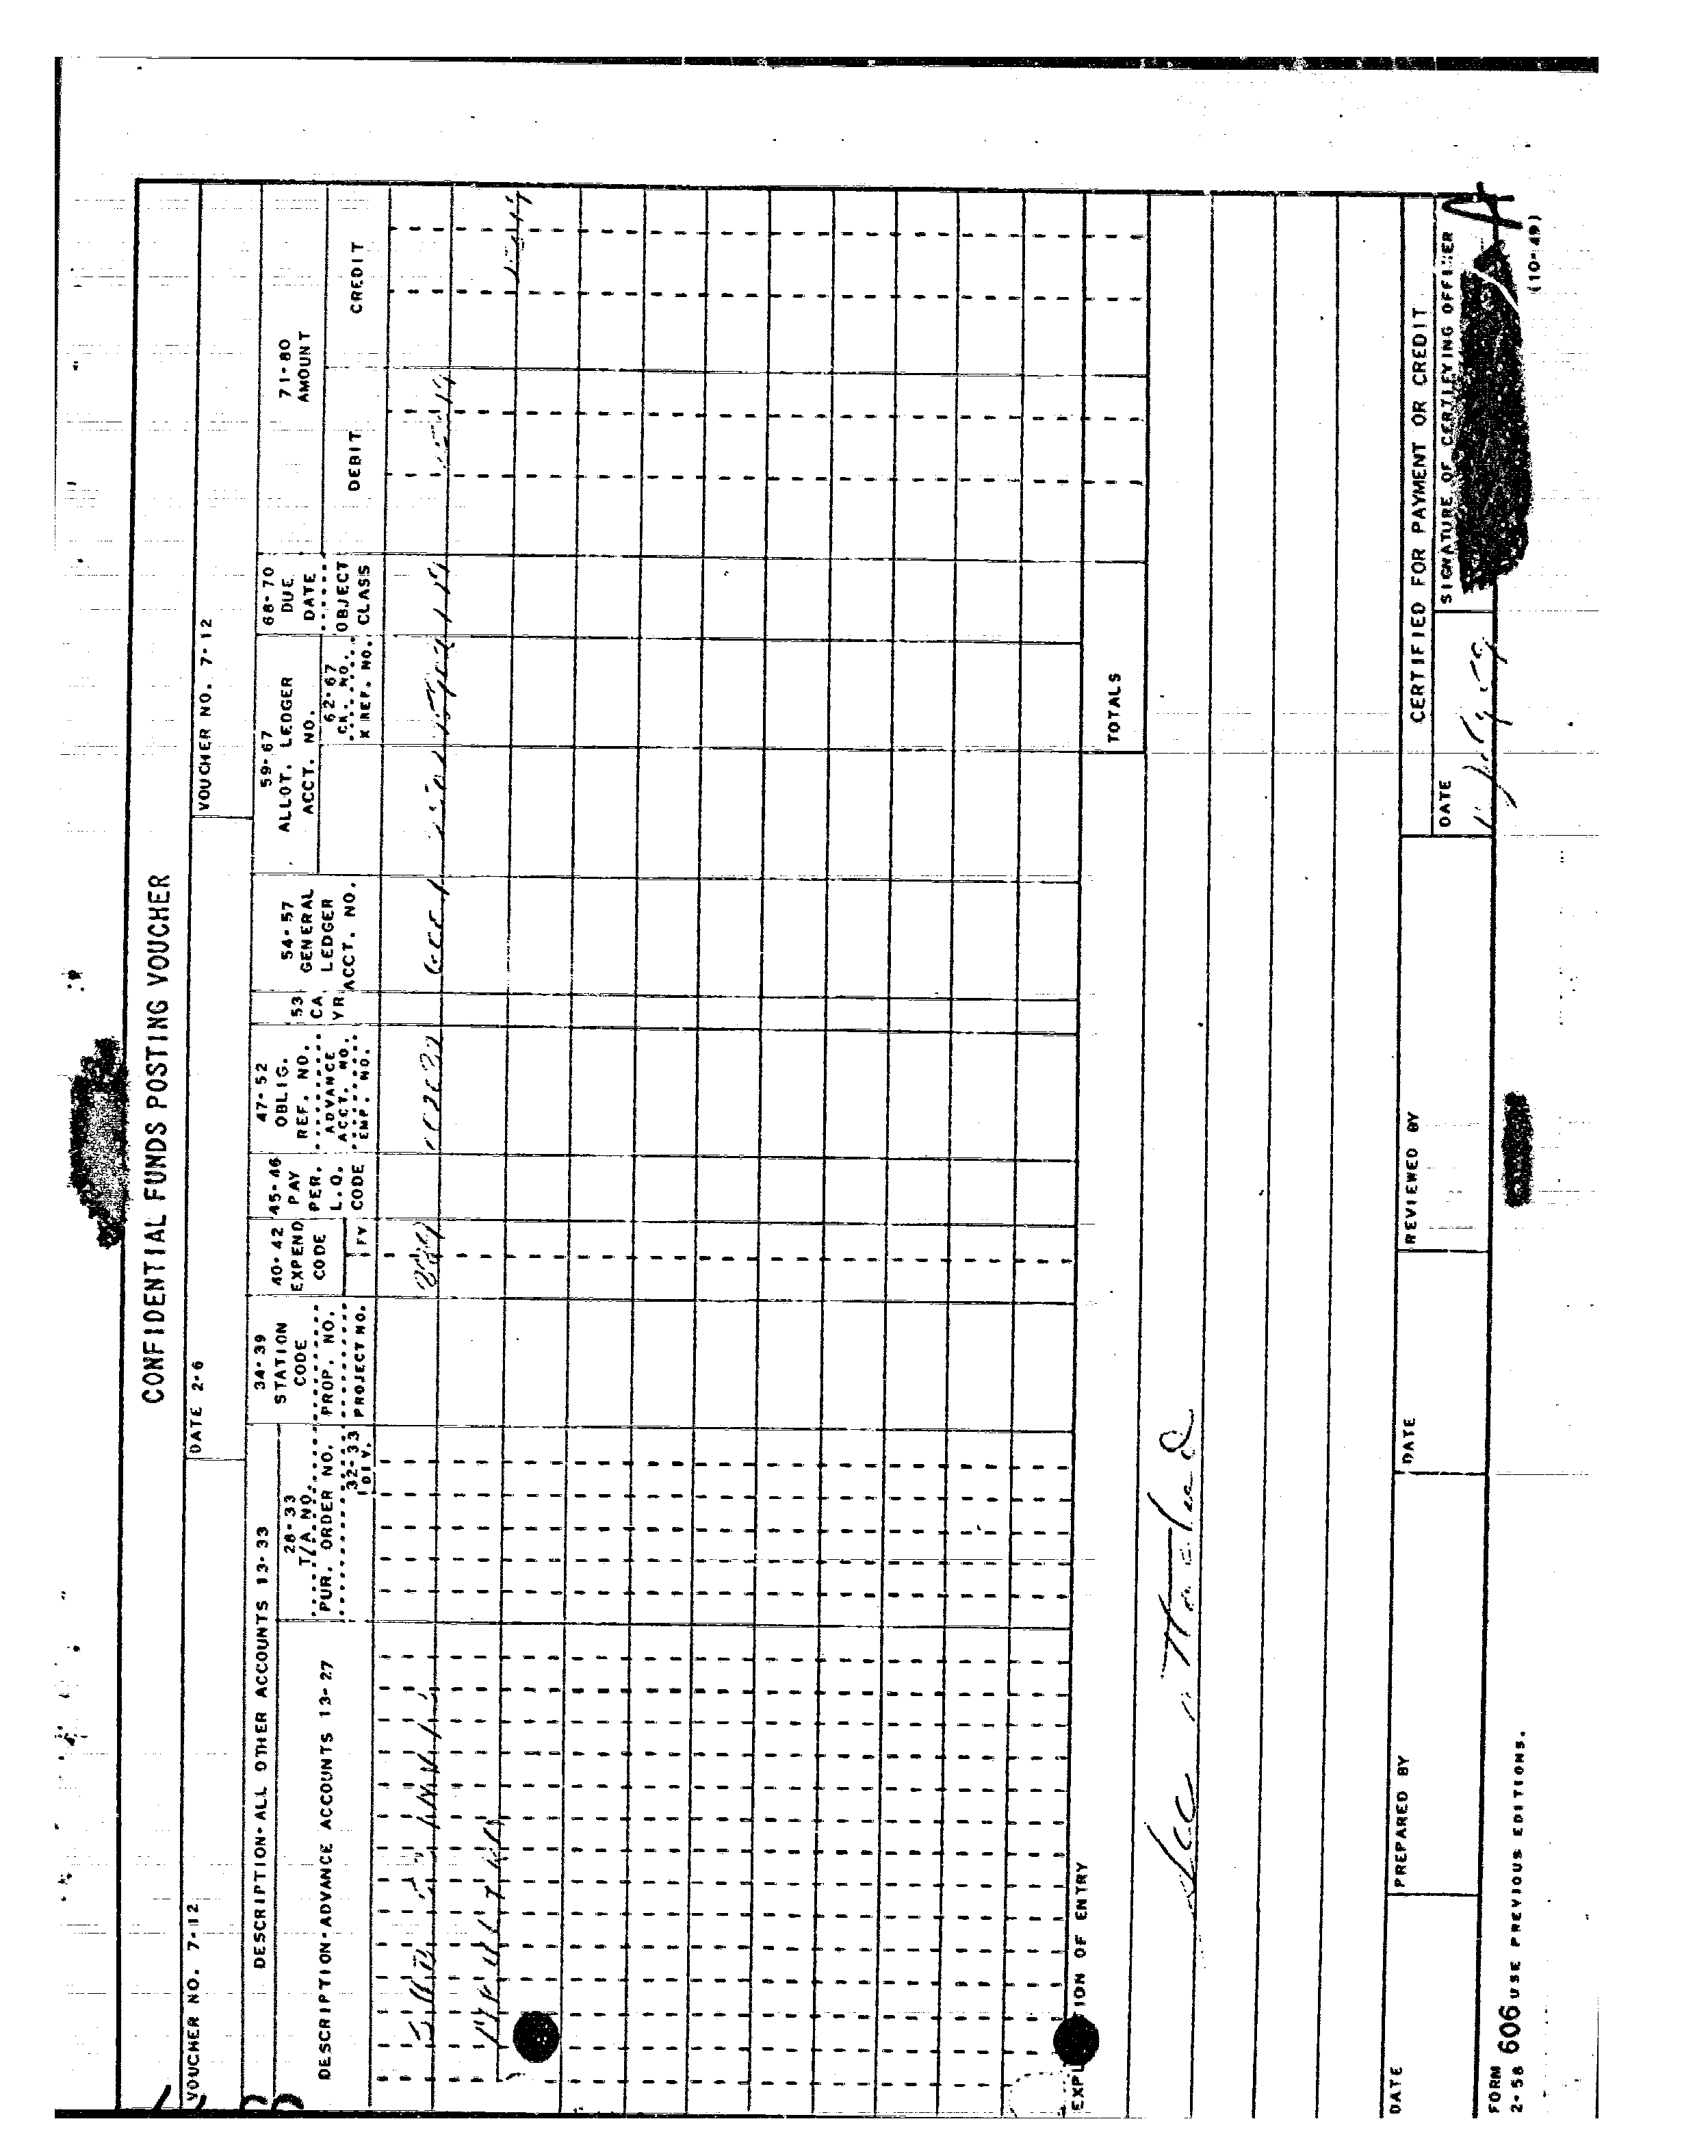 CONFIDENTIAL FUNDS POSTING VOUCHER
VOUCHER NO. 7-12
DATE 2-6
VOUCHER NO. 7-12
DESCRIPTION-ALL OTHER ACCOUNTS 13-33
DESCRIPTION-ADVANCE ACCOUNTS 13-27
28-33
T/A NO.
PUR. ORDER NO.
32-33
DIV.
34-39
STATION
CODE
PROP. NO.
PROJECT NO.
40-42
EXPEND
CODE
FY
45-46
PAY
PER.
L.Q.
CODE
47-52
OBLIG.
REF. NO.
ADVANCE
ACCT. NO.
EMP. NO.
53
CA
YR
54-57
GENERAL
LEDGER
ACCT. NO.
59-67
ALLOT. LEDGER
ACCT. NO.
62-67
CK. NO.
X REF. NO.
68-70
DUE
DATE
OBJECT
CLASS
71-80
AMOUNT
DEBIT
CREDIT
TOTALS
EXPL TION OF ENTRY
See Attached
CERTIFIED FOR PAYMENT OR CREDIT
DATE
PREPARED BY
DATE
REVIEWED BY
DATE
SIGNATURE OF CERTIFYING OFFICER
FORM
2-58 606 USE PREVIOUS EDITIONS.
(10-49)